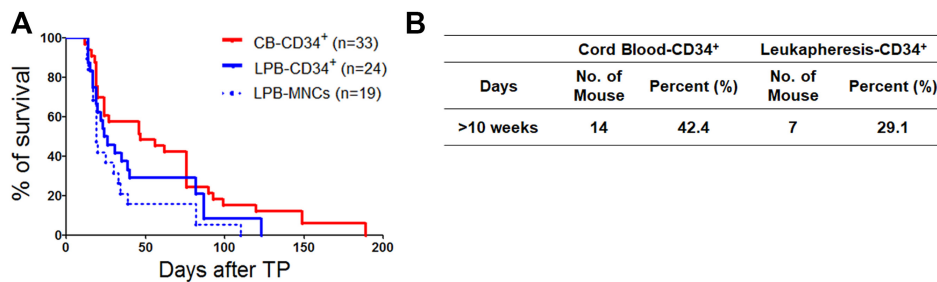 A
% of survival
100
80
60
40
20
0
0 50 100 150 200
Days after TP
CB-CD34⁺ (n=33)
LPB-CD34⁺ (n=24)
LPB-MNCs (n=19)
B
Cord Blood-CD34⁺ Leukapheresis-CD34⁺
Days No. of Mouse Percent (%) No. of Mouse Percent (%)
>10 weeks 14 42.4 7 29.1